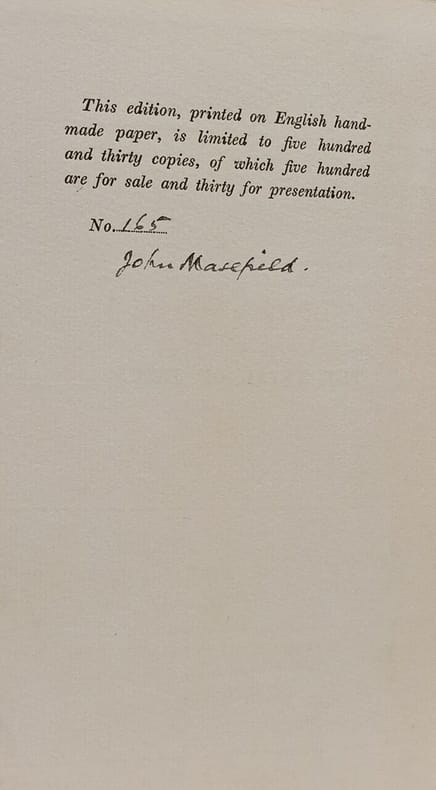 This edition, printed on English hand-
made paper, is limited to five hundred
and thirty copies, of which five hundred
are for sale and thirty for presentation.
No. 165
John Masefield.